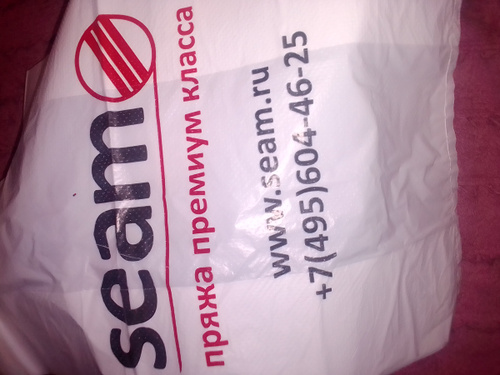 seam
пряжа премиум класса
www.seam.ru
+7(495)604-46-25